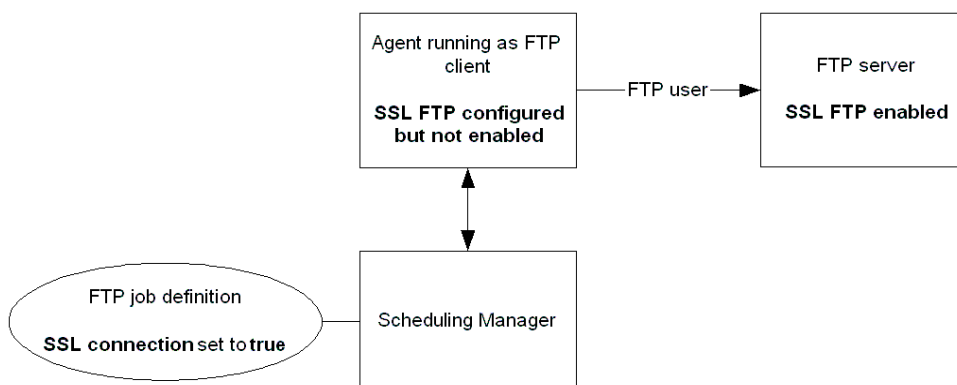 Agent running as FTP
client
SSL FTP configured
but not enabled
FTP user
FTP server
SSL FTP enabled
FTP job definition
SSL connection set to true
Scheduling Manager